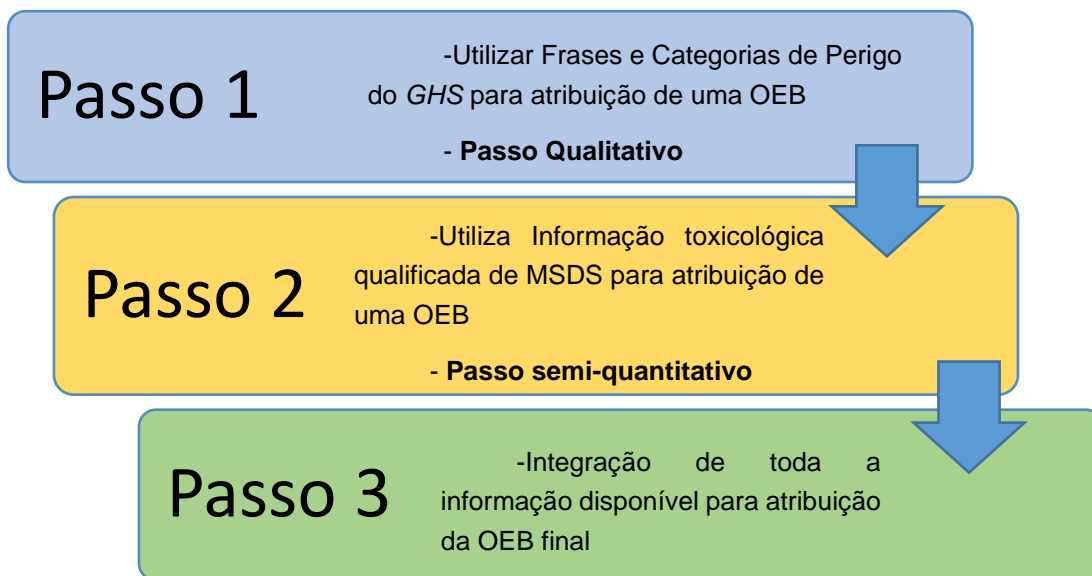 Passo 1
-Utilizar Frases e Categorias de Perigo
do GHS para atribuição de uma OEB
- Passo Qualitativo
Passo 2
-Utiliza Informação toxicológica
qualificada de MSDS para atribuição de
uma OEB
- Passo semi-quantitativo
Passo 3
-Integração de toda a
informação disponível para atribuição
da OEB final